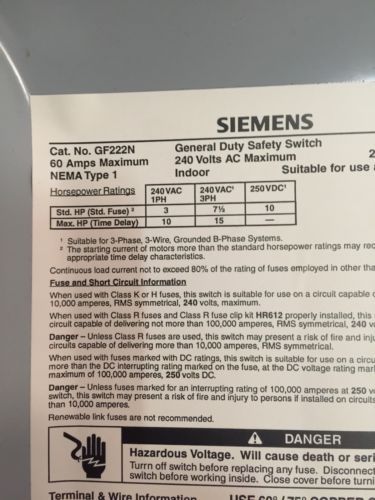 SIEMENS
Cat. No. GF222N General Duty Safety Switch
60 Amps Maximum 240 Volts AC Maximum 2
NEMA Type 1 Indoor Suitable for use
Horsepower Ratings 240 VAC 1PH 240 VAC¹ 3PH 250 VDC¹
Std. HP (Std. Fuse) ² 3 7½ 10
Max. HP (Time Delay) 10 15 —
¹ Suitable for 3-Phase, 3-Wire, Grounded B-Phase Systems.
² The starting current of motors more than the standard horsepower ratings may
appropriate time delay characteristics.
Continuous load current not to exceed 80% of the rating of fuses employed in other
Fuse and Short Circuit Information
When used with Class K or H fuses, this switch is suitable for use on a circuit capable
10,000 amperes, RMS symmetrical, 240 volts, maximum.
When used with Class R fuses and Class R fuse clip kit HR612 properly installed, this
circuit capable of delivering not more than 100,000 amperes, RMS symmetrical, 240
Danger – Unless Class R fuses are used, this switch may present a risk of fire and
circuits capable of delivering more than 10,000 amperes, RMS symmetrical.
When used with fuses marked with DC ratings, this switch is suitable for use on a
more than the DC interrupting rating marked on the fuse, at the DC voltage rating
maximum of 100,000 amperes, 250 volts DC.
Danger – Unless fuses marked for an interrupting rating of 100,000 amperes at 250
switch, this switch may present a risk of fire and injury to persons if installed on circuits
than 10,000 amperes.
Renewable link fuses are not recommended.
DANGER
Hazardous Voltage. Will cause death or
Turn off switch before replacing any fuse. Disconnect
switch before working inside. Close cover before
Terminal & Wire Information